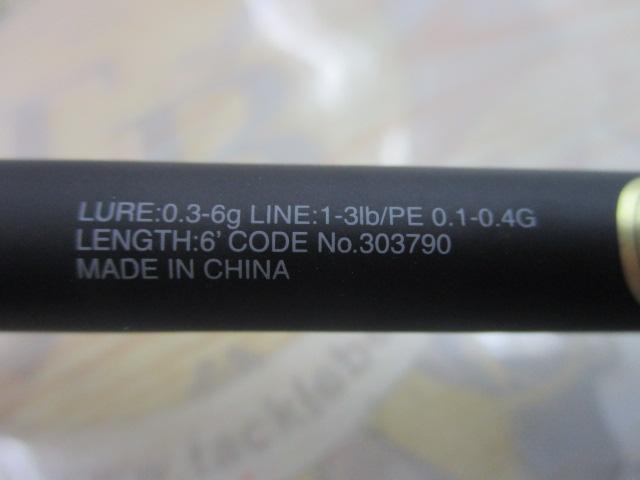 LURE:0.3-6g LINE:1-3lb/PE 0.1-0.4G
LENGTH:6' CODE No.303790
MADE IN CHINA